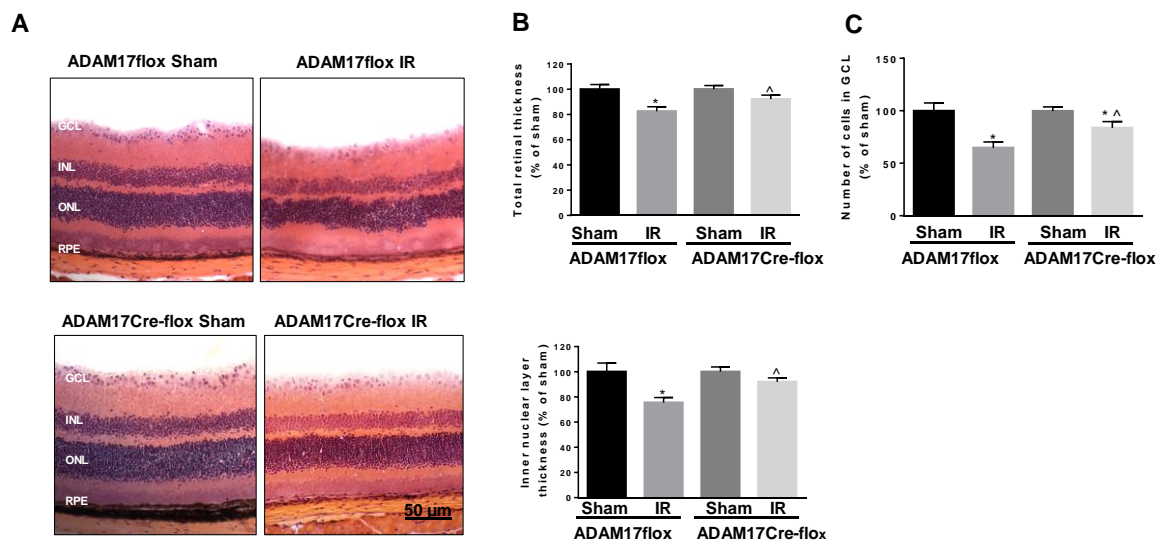 A
ADAM17flox Sham
ADAM17flox IR
GCL
INL
ONL
RPE
ADAM17Cre-flox Sham
ADAM17Cre-flox IR
GCL
INL
ONL
RPE
50 µm
B
Total retinal thickness
(% of sham)
120
100
80
60
40
20
0
*
^
Sham IR Sham IR
ADAM17flox ADAM17Cre-flox
Inner nuclear layer
thickness (% of sham)
120
100
80
60
40
20
0
*
^
Sham IR Sham IR
ADAM17flox ADAM17Cre-flox
C
Number of cells in GCL
(% of sham)
150
100
50
0
*
* ^
Sham IR Sham IR
ADAM17flox ADAM17Cre-flox